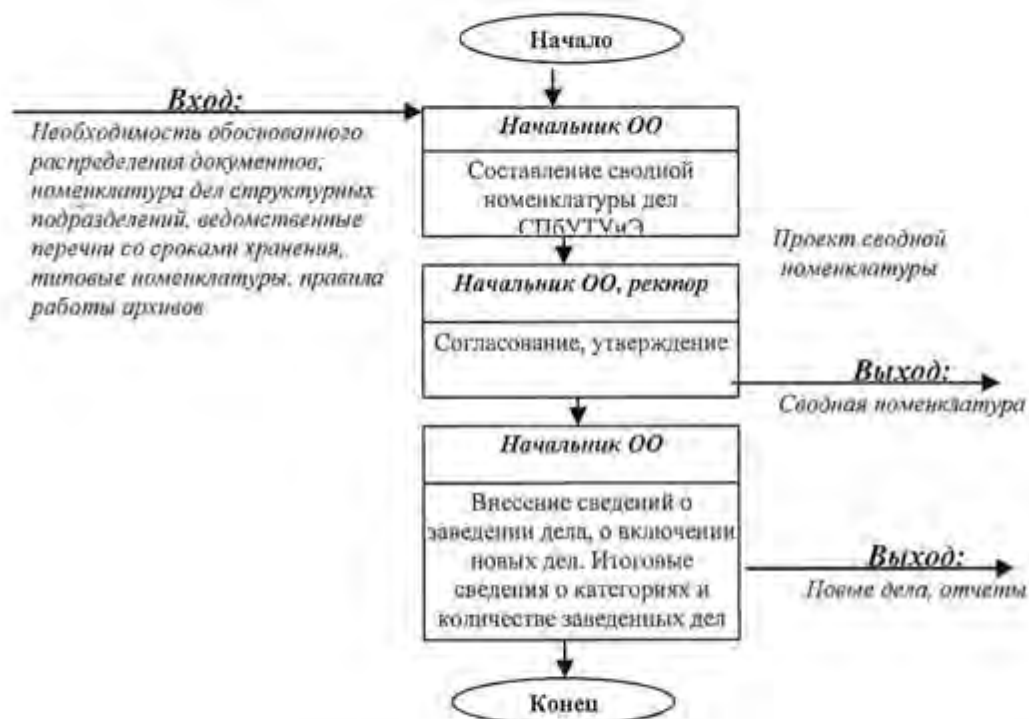 Начало
Вход:
Необходимость обоснованного
распределения документов,
номенклатура дел структурных
подразделений, ведомственные
перечни со сроками хранения,
типовые номенклатуры, правила
работы архивов
Начальник ОО
Составление сводной
номенклатуры дел
СПбУТУиЭ
Проект сводной
номенклатуры
Начальник ОО, ректор
Согласование, утверждение
Выход:
Сводная номенклатура
Начальник ОО
Внесение сведений о
заведении дела, о включении
новых дел. Итоговые
сведения о категориях и
количестве заведенных дел
Выход:
Новые дела, отчеты
Конец